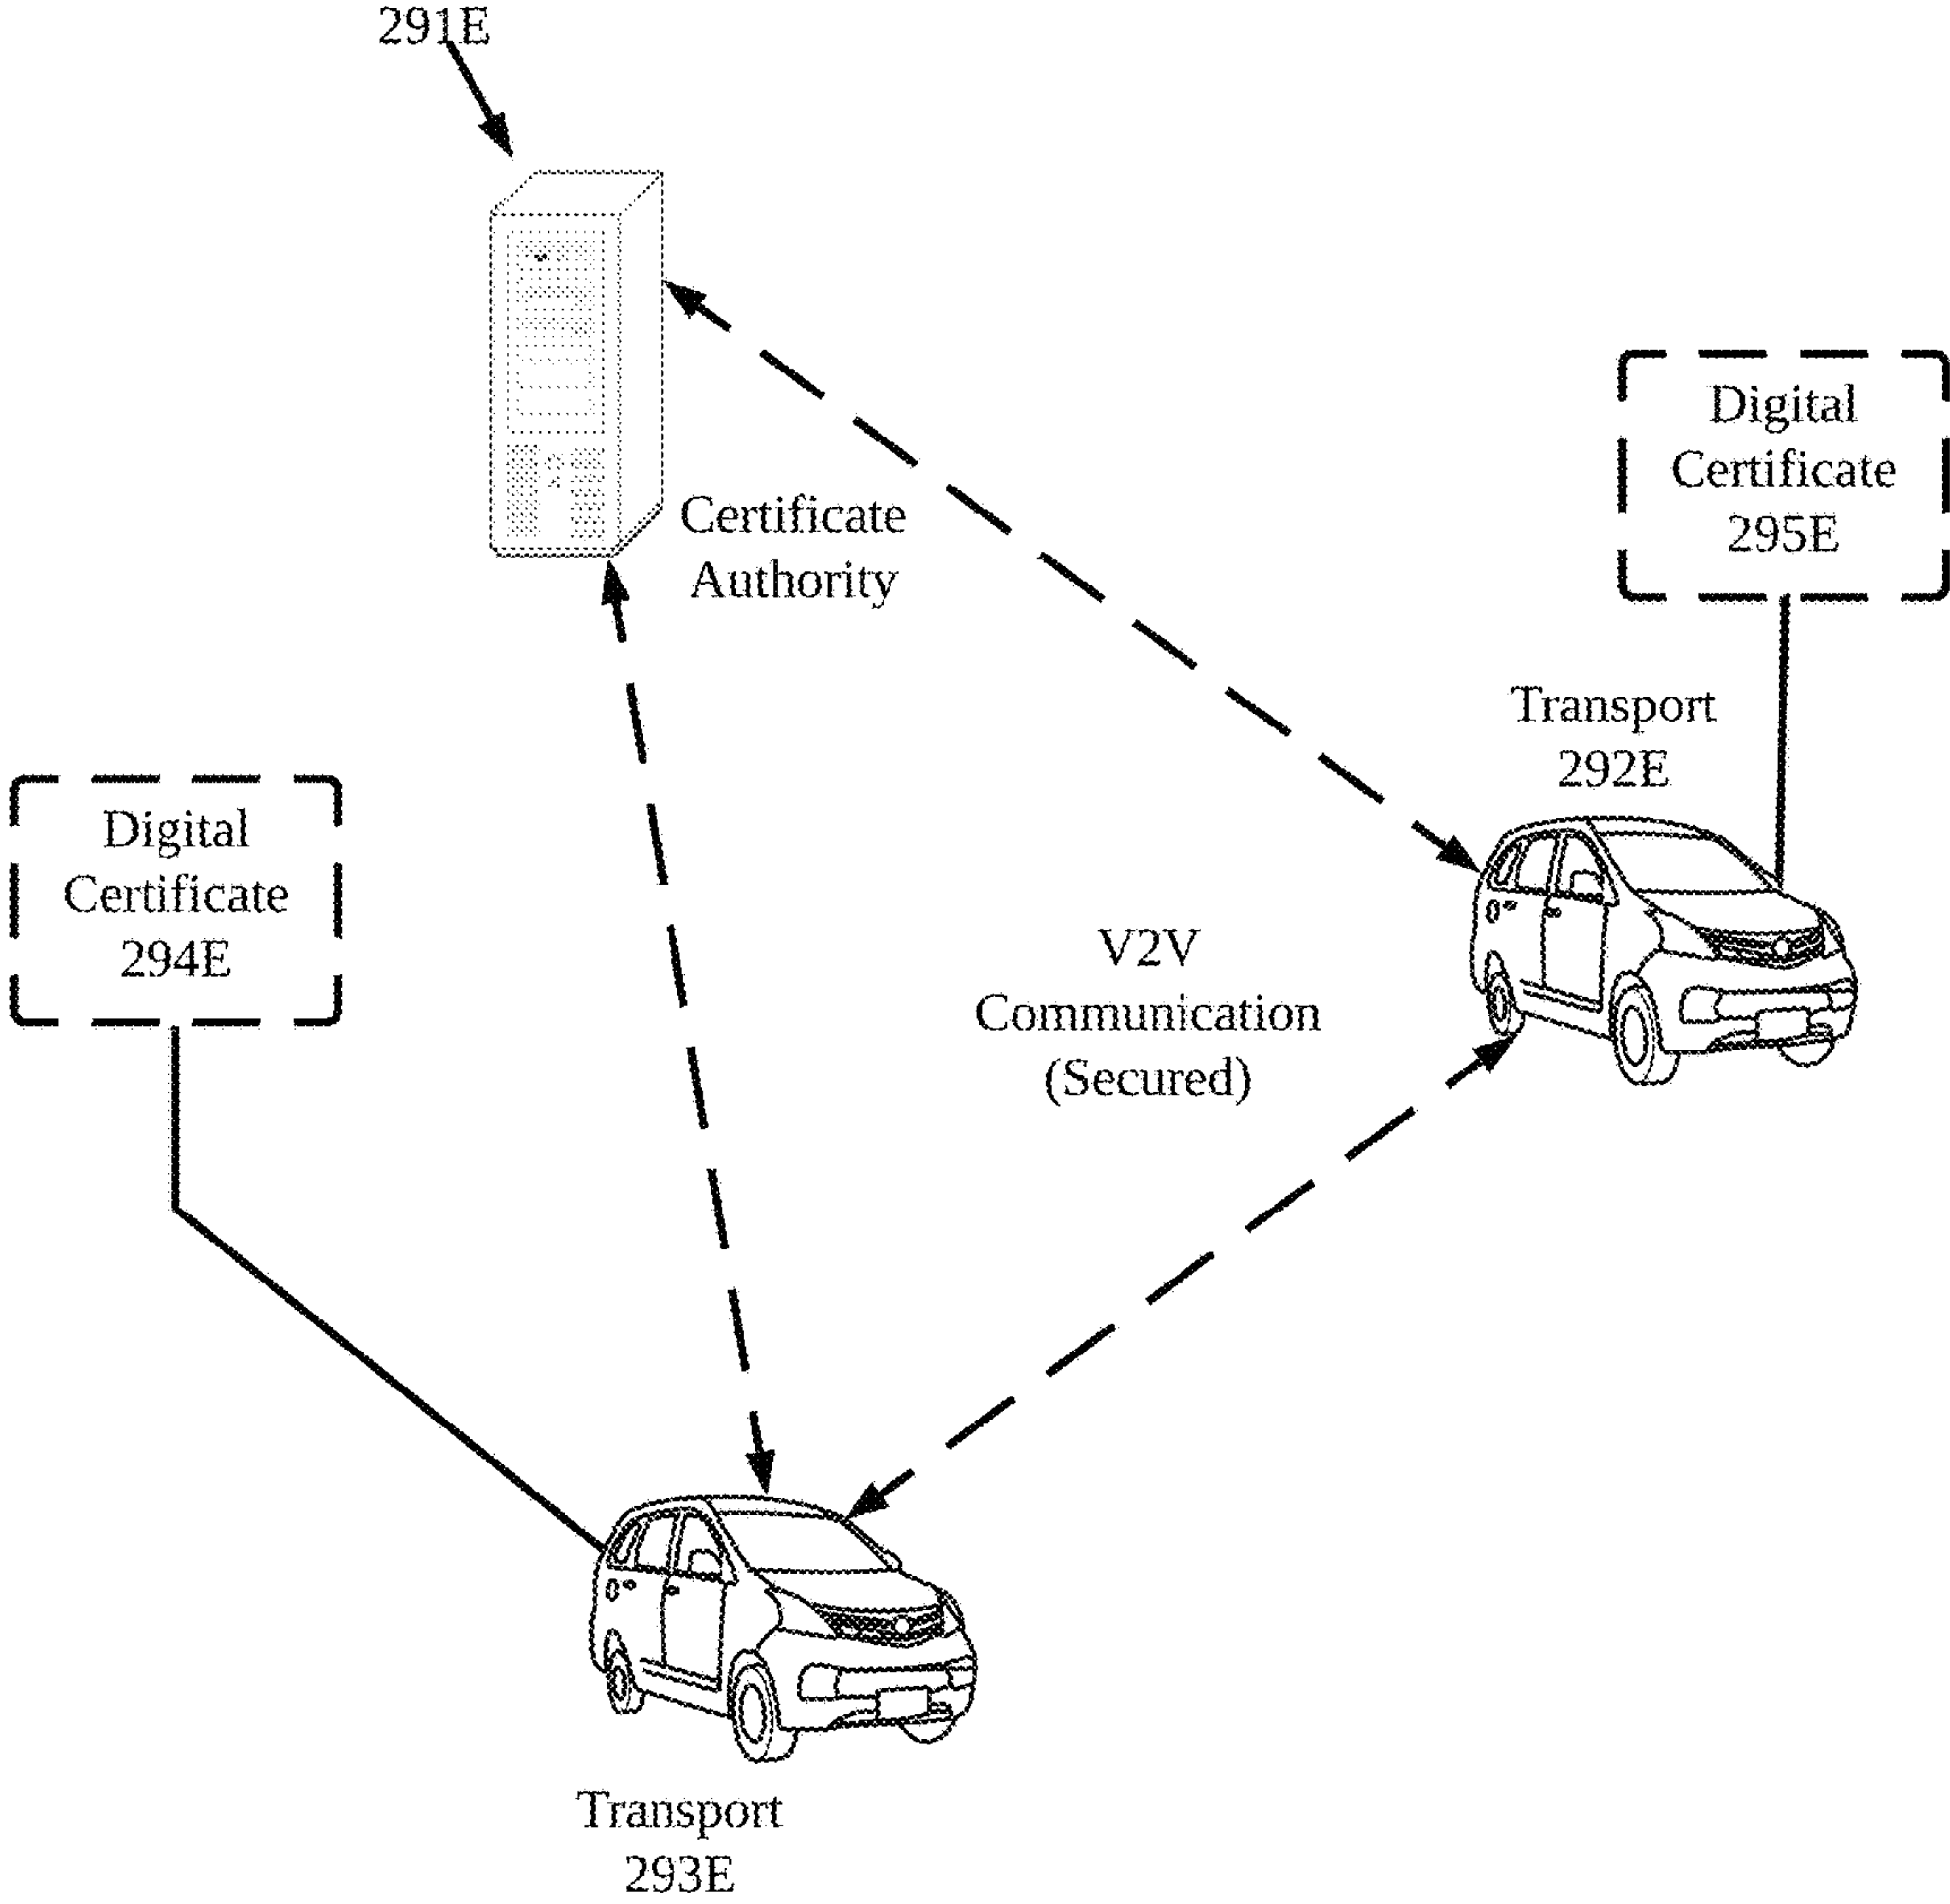 291E
Certificate
Authority
Digital
Certificate
295E
Transport
292E
Digital
Certificate
294E
V2V
Communication
(Secured)
Transport
293E